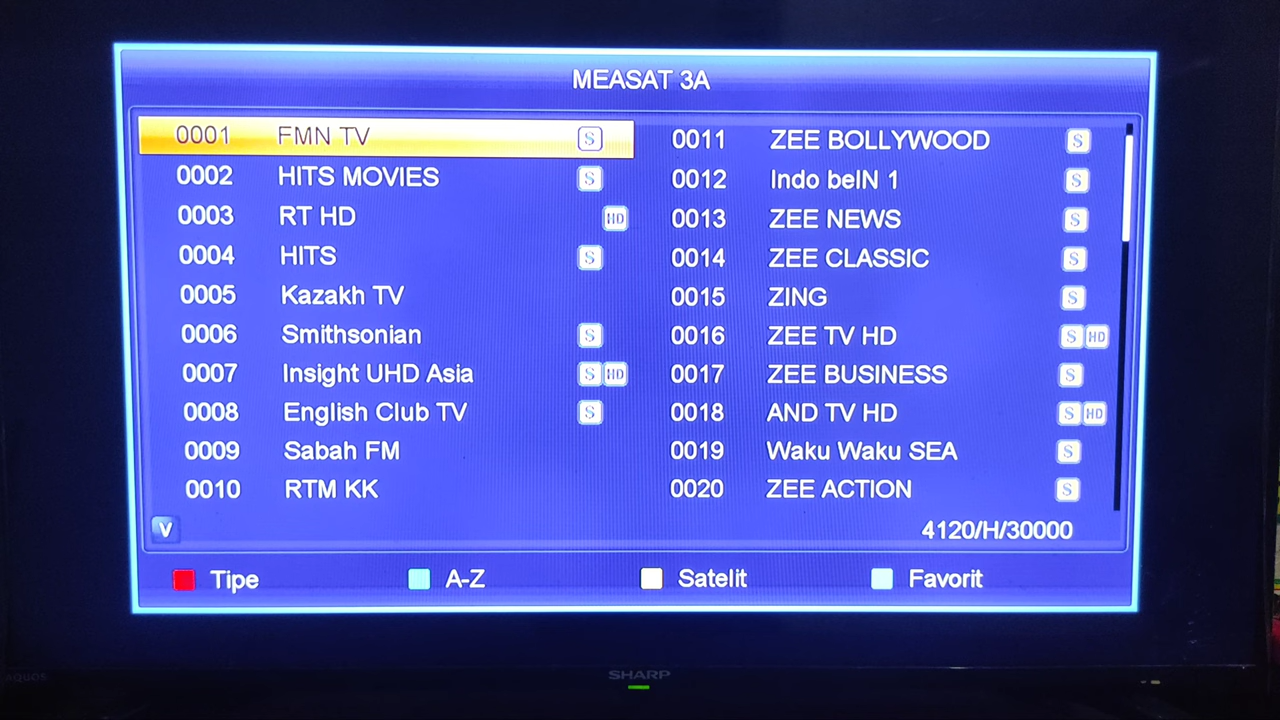 MEASAT 3A
0001 FMN TV S
0002 HITS MOVIES S
0003 RT HD HD
0004 HITS S
0005 Kazakh TV
0006 Smithsonian S
0007 Insight UHD Asia S HD
0008 English Club TV S
0009 Sabah FM
0010 RTM KK
0011 ZEE BOLLYWOOD S
0012 Indo beIN 1 S
0013 ZEE NEWS S
0014 ZEE CLASSIC S
0015 ZING S
0016 ZEE TV HD S HD
0017 ZEE BUSINESS S
0018 AND TV HD S HD
0019 Waku Waku SEA S
0020 ZEE ACTION S
V
4120/H/30000
Tipe A-Z Satelit Favorit
AQUOS
SHARP